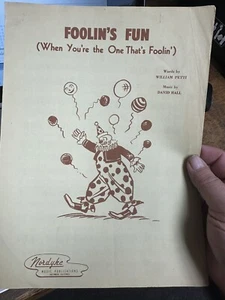 FOOLIN'S FUN
(When You're the One That's Foolin')
Words by
WILLIAM PETTY
Music by
DAVID HALL
Nordyke
MUSIC PUBLICATIONS